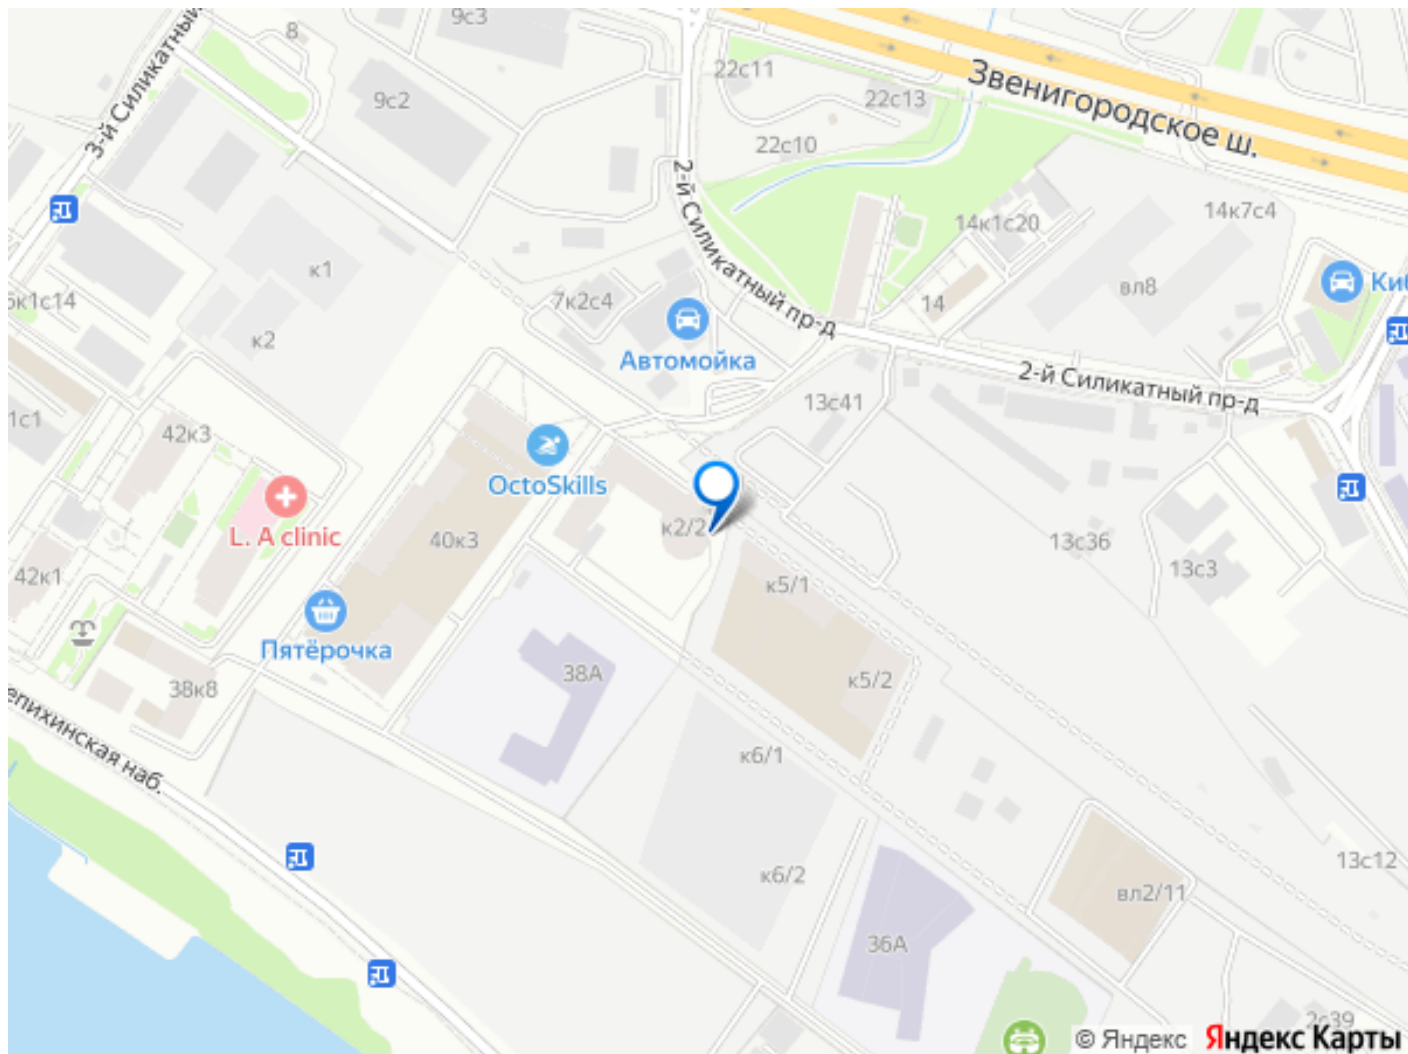 9с3
8
3-й Силикатный
9с2
22с11
22с13
Звенигородское ш.
22с10
2-й Силикатный пр-д
14к7с4
14к1с20
к1
вл8
Киб
7к2с4
14
к2
Автомойка
2-й Силикатный пр-д
13с41
1с1
42к3
OctoSkills
L. A clinic
к2/2
40к3
13с36
13с3
42к1
к5/1
Пятёрочка
38А
к5/2
38к8
епихинская наб.
к6/1
к6/2
13с12
вл2/11
36А
2с39
© Яндекс
Яндекс Карты